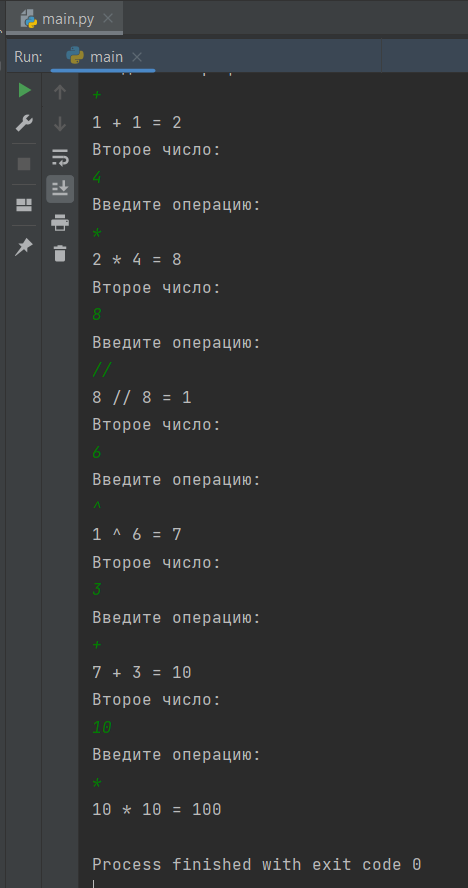 main.py
Run: main
+
1 + 1 = 2
Второе число:
4
Введите операцию:
*
2 * 4 = 8
Второе число:
8
Введите операцию:
//
8 // 8 = 1
Второе число:
6
Введите операцию:
^
1 ^ 6 = 7
Второе число:
3
Введите операцию:
+
7 + 3 = 10
Второе число:
10
Введите операцию:
*
10 * 10 = 100
Process finished with exit code 0